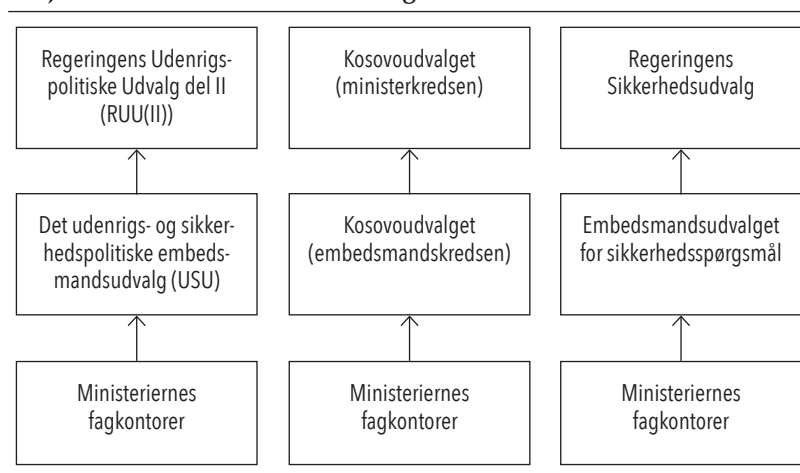 Regeringens Udenrigs-
politiske Udvalg del II
(RUU(II))
Kosovoudvalget
(ministerkredsen)
Regeringens
Sikkerhedsudvalg
Det udenrigs- og sikker-
hedspolitiske embeds-
mandsudvalg (USU)
Kosovoudvalget
(embedsmandskredsen)
Embedsmandsudvalget
for sikkerhedsspørgsmål
Ministeriernes
fagkontorer
Ministeriernes
fagkontorer
Ministeriernes
fagkontorer